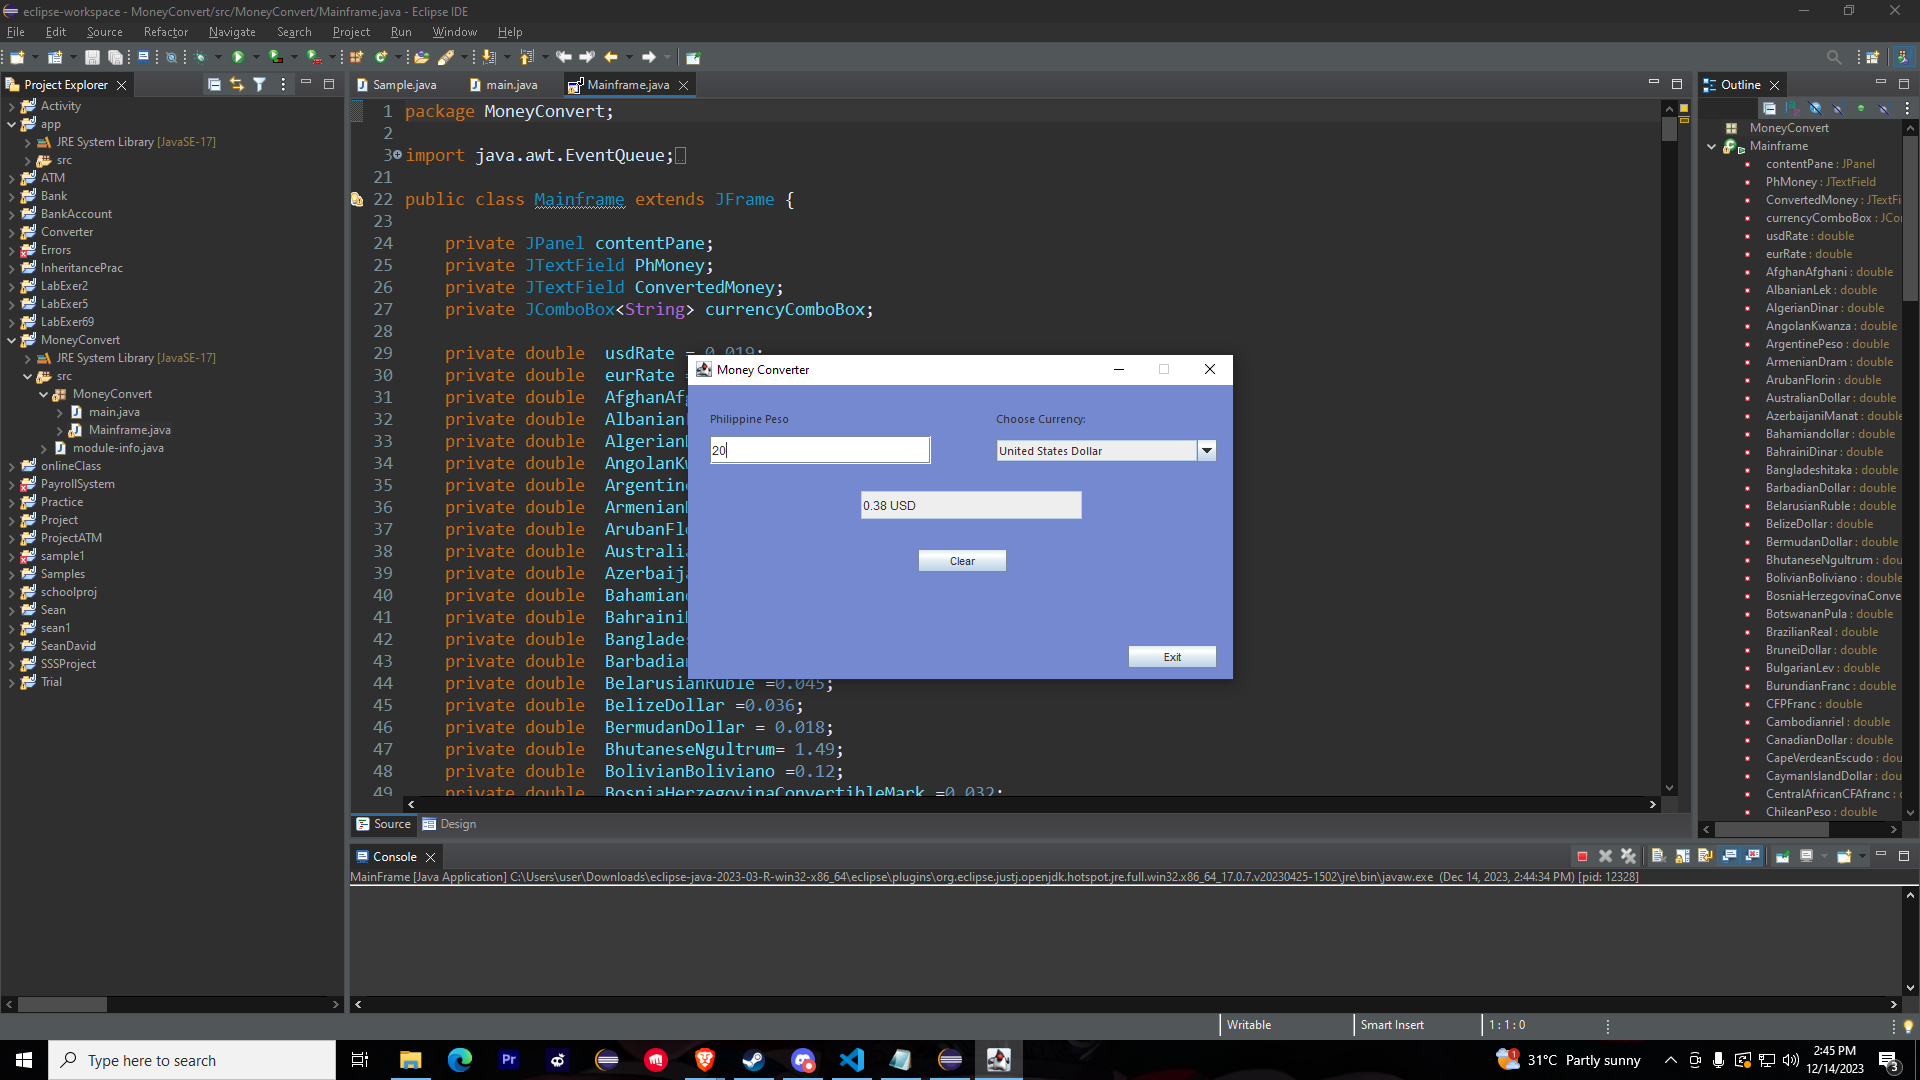 eclipse-workspace - MoneyConvert/src/MoneyConvert/Mainframe.java - Eclipse IDE
File Edit Source Refactor Navigate Search Project Run Window Help
Project Explorer
Activity
app
JRE System Library [JavaSE-17]
src
ATM
Bank
BankAccount
Converter
Errors
InheritancePrac
LabExer2
LabExer5
LabExer69
MoneyConvert
JRE System Library [JavaSE-17]
src
MoneyConvert
main.java
Mainframe.java
module-info.java
onlineClass
PayrollSystem
Practice
Project
ProjectATM
sample1
Samples
schoolproj
Sean
sean1
SeanDavid
SSSProject
Trial
Sample.java main.java Mainframe.java
1 package MoneyConvert;
2
3 import java.awt.EventQueue;
21
22 public class Mainframe extends JFrame {
23
24 private JPanel contentPane;
25 private JTextField PhMoney;
26 private JTextField ConvertedMoney;
27 private JComboBox<String> currencyComboBox;
28
29 private double usdRate = 0.019;
30 private double eurRate
31 private double AfghanAf
32 private double Albanian
33 private double Algerian
34 private double AngolanK
35 private double Argentin
36 private double Armenian
37 private double ArubanFl
38 private double Australi
39 private double Azerbaij
40 private double Bahamian
41 private double Bahraini
42 private double Banglade
43 private double Barbadia
44 private double BelarusianRuble =0.045;
45 private double BelizeDollar =0.036;
46 private double BermudanDollar = 0.018;
47 private double BhutaneseNgultrum= 1.49;
48 private double BolivianBoliviano =0.12;
49 private double BosniaHerzegovinaConvertibleMark =0.032;
Source Design
Money Converter
Philippine Peso Choose Currency:
20 United States Dollar
0.38 USD
Clear
Exit
Outline
MoneyConvert
Mainframe
contentPane : JPanel
PhMoney : JTextField
ConvertedMoney : JTextFi
currencyComboBox : JCo
usdRate : double
eurRate : double
AfghanAfghani : double
AlbanianLek : double
AlgerianDinar : double
AngolanKwanza : double
ArgentinePeso : double
ArmenianDram : double
ArubanFlorin : double
AustralianDollar : double
AzerbaijaniManat : double
Bahamiandollar : double
BahrainiDinar : double
Bangladeshitaka : double
BarbadianDollar : double
BelarusianRuble : double
BelizeDollar : double
BermudanDollar : double
BhutaneseNgultrum : dou
BolivianBoliviano : double
BosniaHerzegovinaConve
BotswananPula : double
BrazilianReal : double
BruneiDollar : double
BulgarianLev : double
BurundianFranc : double
CFPFranc : double
Cambodianriel : double
CanadianDollar : double
CapeVerdeanEscudo : dou
CaymanIslandDollar : dou
CentralAfricanCFAfranc :
ChileanPeso : double
Console
MainFrame [Java Application] C:\Users\user\Downloads\eclipse-java-2023-03-R-win32-x86_64\eclipse\plugins\org.eclipse.justj.openjdk.hotspot.jre.full.win32.x86_64_17.0.7.v20230425-1502\jre\bin\javaw.exe (Dec 14, 2023, 2:44:34 PM) [pid: 12328]
Writable Smart Insert 1 : 1 : 0
Type here to search
Pr
1
31°C Partly sunny
2:45 PM
12/14/2023
3